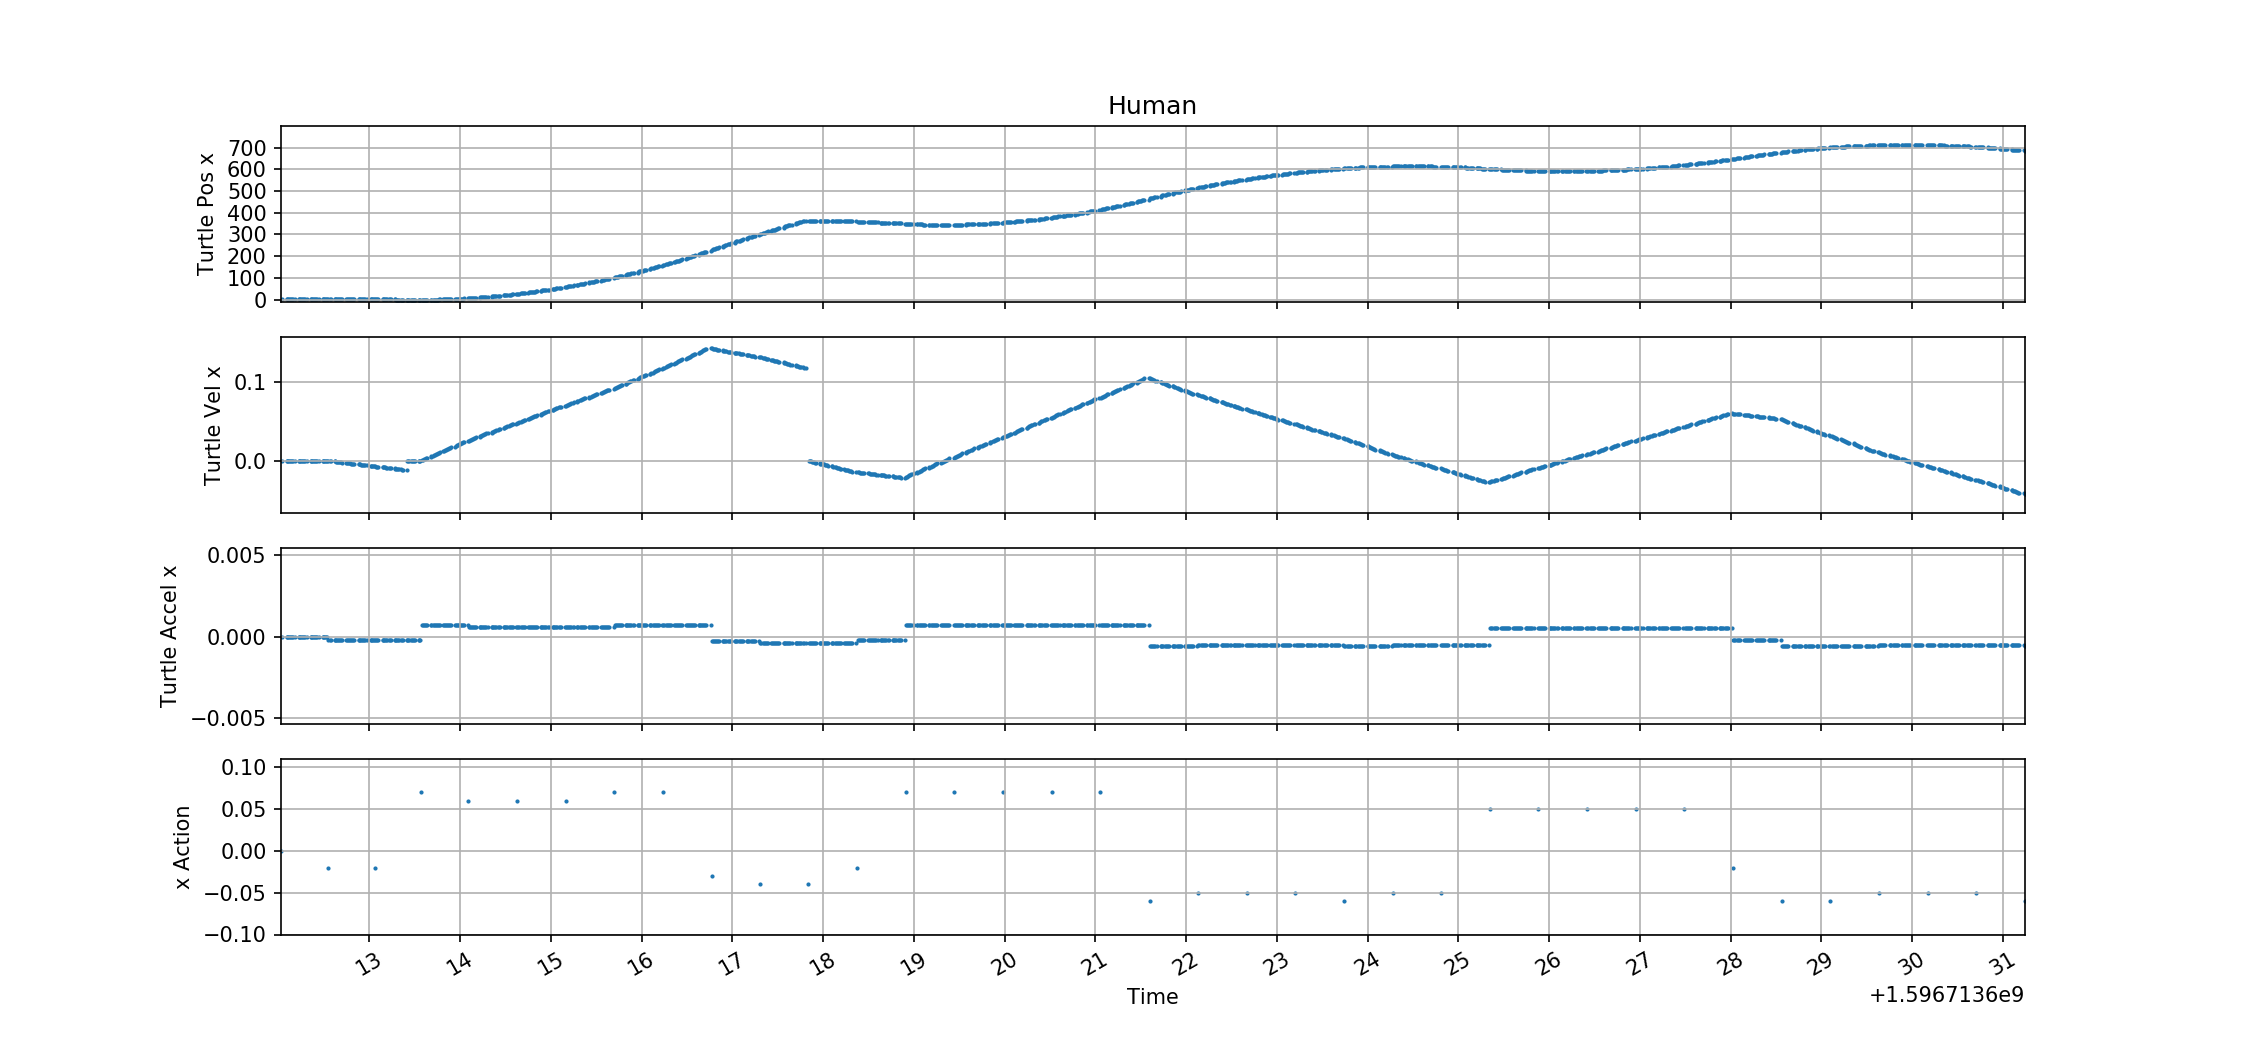 Human
Turtle Pos x
700
600
500
400
300
200
100
0
Turtle Vel x
0.1
0.0
Turtle Accel x
0.005
0.000
−0.005
x Action
0.10
0.05
0.00
−0.05
−0.10
13 14 15 16 17 18 19 20 21 22 23 24 25 26 27 28 29 30 31
Time
+1.5967136e9